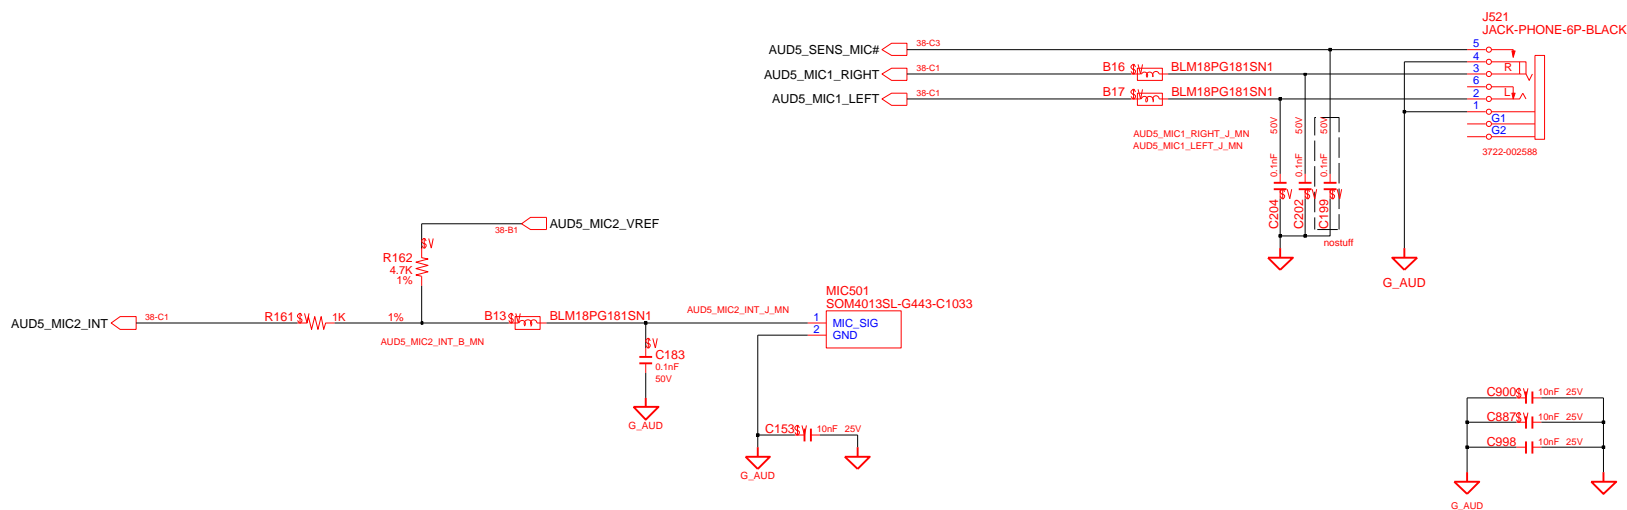 J521
JACK-PHONE-6P-BLACK
AUD5_SENS_MIC#
38-C3
5
4
AUD5_MIC1_RIGHT
38-C1
B16
$V
BLM18PG181SN1
3
R
6
AUD5_MIC1_LEFT
38-C1
B17
$V
BLM18PG181SN1
2
L
1
G1
G2
3722-002588
AUD5_MIC1_RIGHT_J_MN
AUD5_MIC1_LEFT_J_MN
50V
50V
50V
0.1nF
0.1nF
0.1nF
$V
$V
$V
C204
C202
C199
nostuff
G_AUD
38-B1
AUD5_MIC2_VREF
$V
R162
4.7K
1%
AUD5_MIC2_INT
38-C1
R161
$V
1K
1%
AUD5_MIC2_INT_B_MN
B13
$V
BLM18PG181SN1
AUD5_MIC2_INT_J_MN
MIC501
SOM4013SL-G443-C1033
1
MIC_SIG
2
GND
$V
C183
0.1nF
50V
G_AUD
C153
$V
10nF 25V
G_AUD
C900
$V
10nF 25V
C887
$V
10nF 25V
C998
10nF 25V
G_AUD